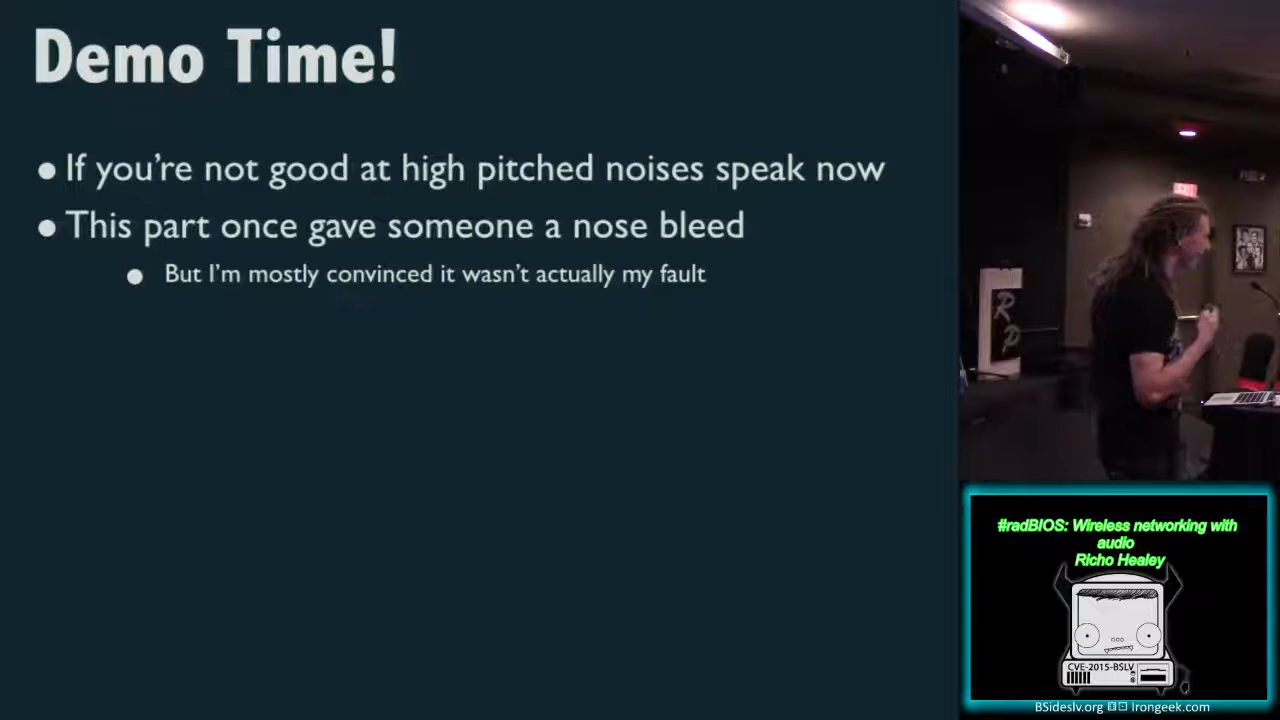 Demo Time!
If you're not good at high pitched noises speak now
This part once gave someone a nose bleed
But I'm mostly convinced it wasn't actually my fault
EXIT
R
P
#radBIOS: Wireless networking with
audio
Richo Healey
CVE-2015-BSLV
BSideslv.org
Irongeek.com